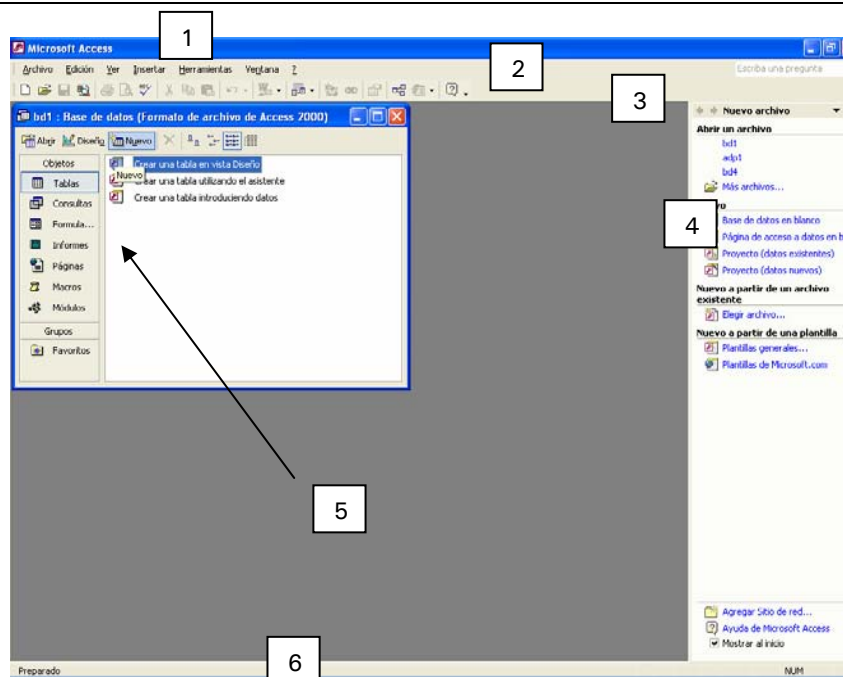 1
Microsoft Access
Archivo Edición Ver Insertar Herramientas Ventana ?
2
Escriba una pregunta
3
bd1 : Base de datos (Formato de archivo de Access 2000)
Abrir Diseño Nuevo
Objetos
Tablas
Consultas
Formula...
Informes
Páginas
Macros
Módulos
Grupos
Favoritos
Crear una tabla en vista Diseño
Nuevo
Crear una tabla utilizando el asistente
Crear una tabla introduciendo datos
Nuevo archivo
Abrir un archivo
bd1
adp1
bd4
Más archivos...
4
Base de datos en blanco
Página de acceso a datos en b
Proyecto (datos existentes)
Proyecto (datos nuevos)
Nuevo a partir de un archivo
existente
Elegir archivo...
Nuevo a partir de una plantilla
Plantillas generales...
Plantillas de Microsoft.com
5
Agregar Sitio de red...
Ayuda de Microsoft Access
Mostrar al inicio
6
Preparado
NUM